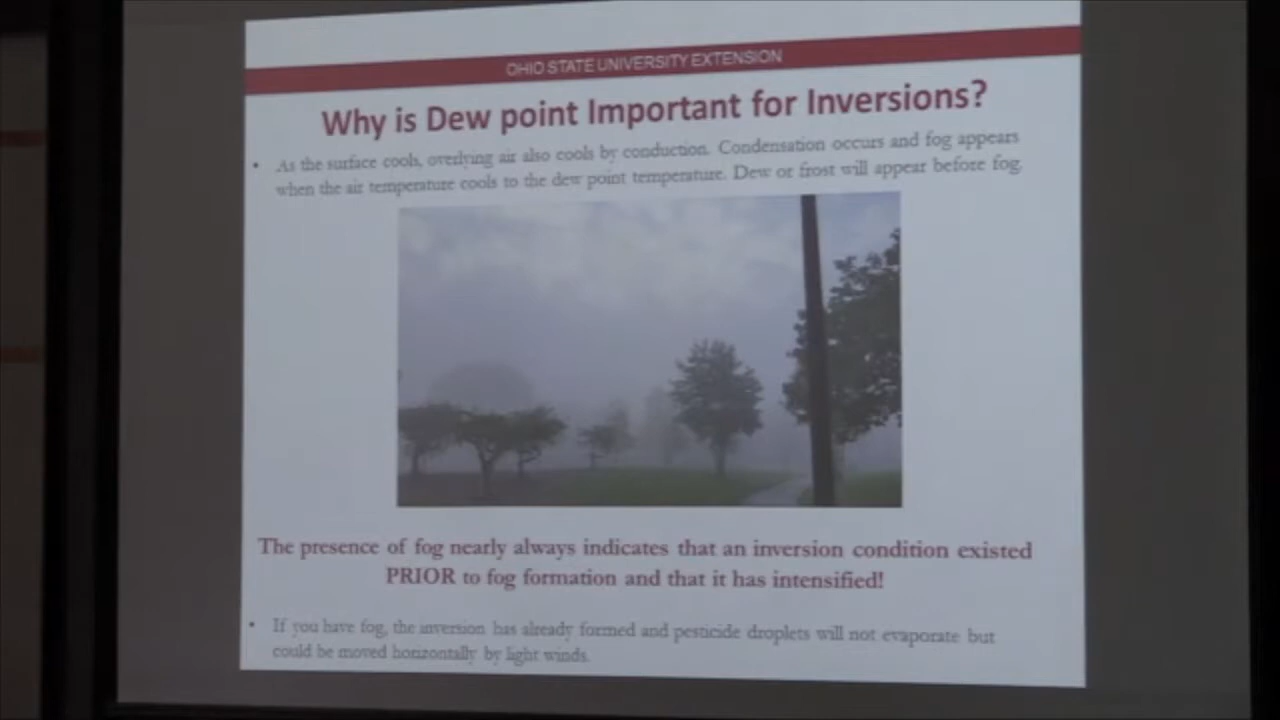 OHIO STATE UNIVERSITY EXTENSION
Why is Dew point Important for Inversions?
• As the surface cools, overlying air also cools by conduction. Condensation occurs and fog appears
when the air temperature cools to the dew point temperature. Dew or frost will appear before fog.
The presence of fog nearly always indicates that an inversion condition existed
PRIOR to fog formation and that it has intensified!
• If you have fog, the inversion has already formed and pesticide droplets will not evaporate but
could be moved horizontally by light winds.